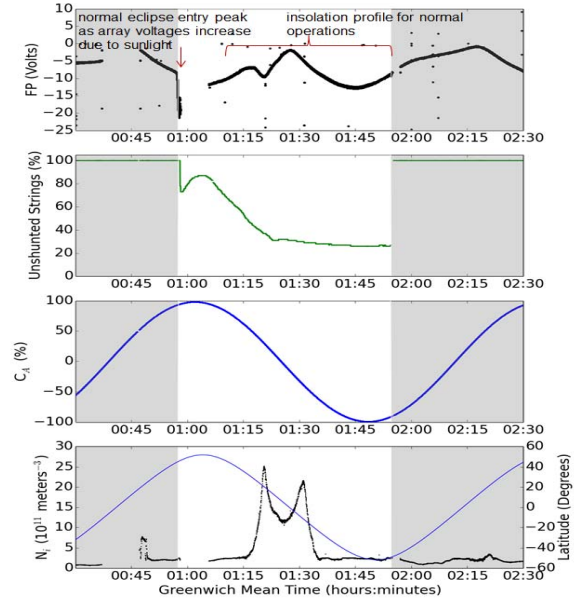 normal eclipse entry peak
as array voltages increase
due to sunlight
insolation profile for normal
operations
10
5
0
−5
−10
−15
−20
−25
FP (Volts)
00:45 01:00 01:15 01:30 01:45 02:00 02:15 02:30
100
80
60
40
20
0
Unshunted Strings (%)
00:45 01:00 01:15 01:30 01:45 02:00 02:15 02:30
100
50
0
−50
−100
C_A (%)
00:45 01:00 01:15 01:30 01:45 02:00 02:15 02:30
30
25
20
15
10
5
0
N_i (10^11 meters^−3)
60
40
20
0
−20
−40
−60
Latitude (Degrees)
00:45 01:00 01:15 01:30 01:45 02:00 02:15 02:30
Greenwich Mean Time (hours:minutes)